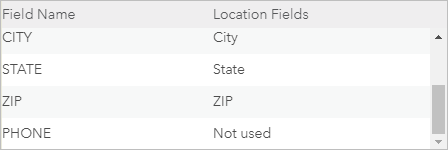 Field Name Location Fields
CITY City
STATE State
ZIP ZIP
PHONE Not used